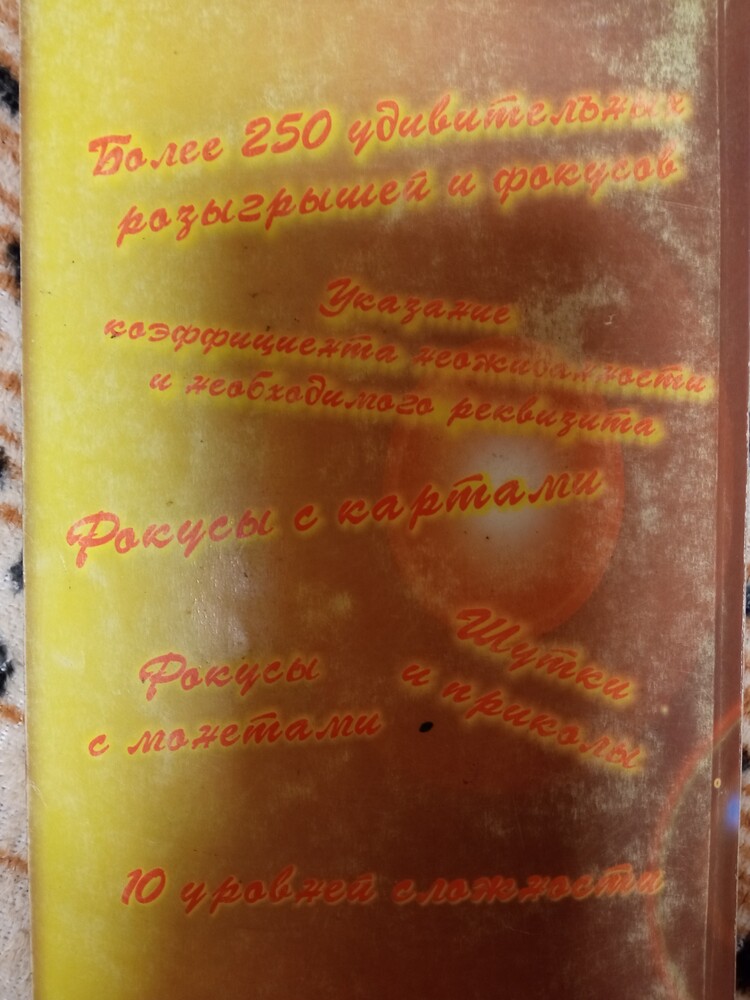 Более 250 удивительных
розыгрышей и фокусов
Указание
коэффициента неожиданности
и необходимого реквизита
Фокусы с картами
Фокусы
с монетами
Шутки
и приколы
10 уровней сложности